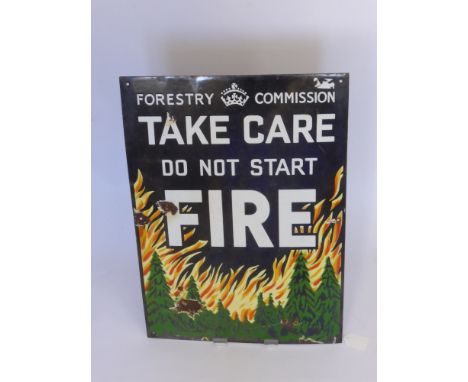 FORESTRY COMMISSION
TAKE CARE
DO NOT START
FIRE